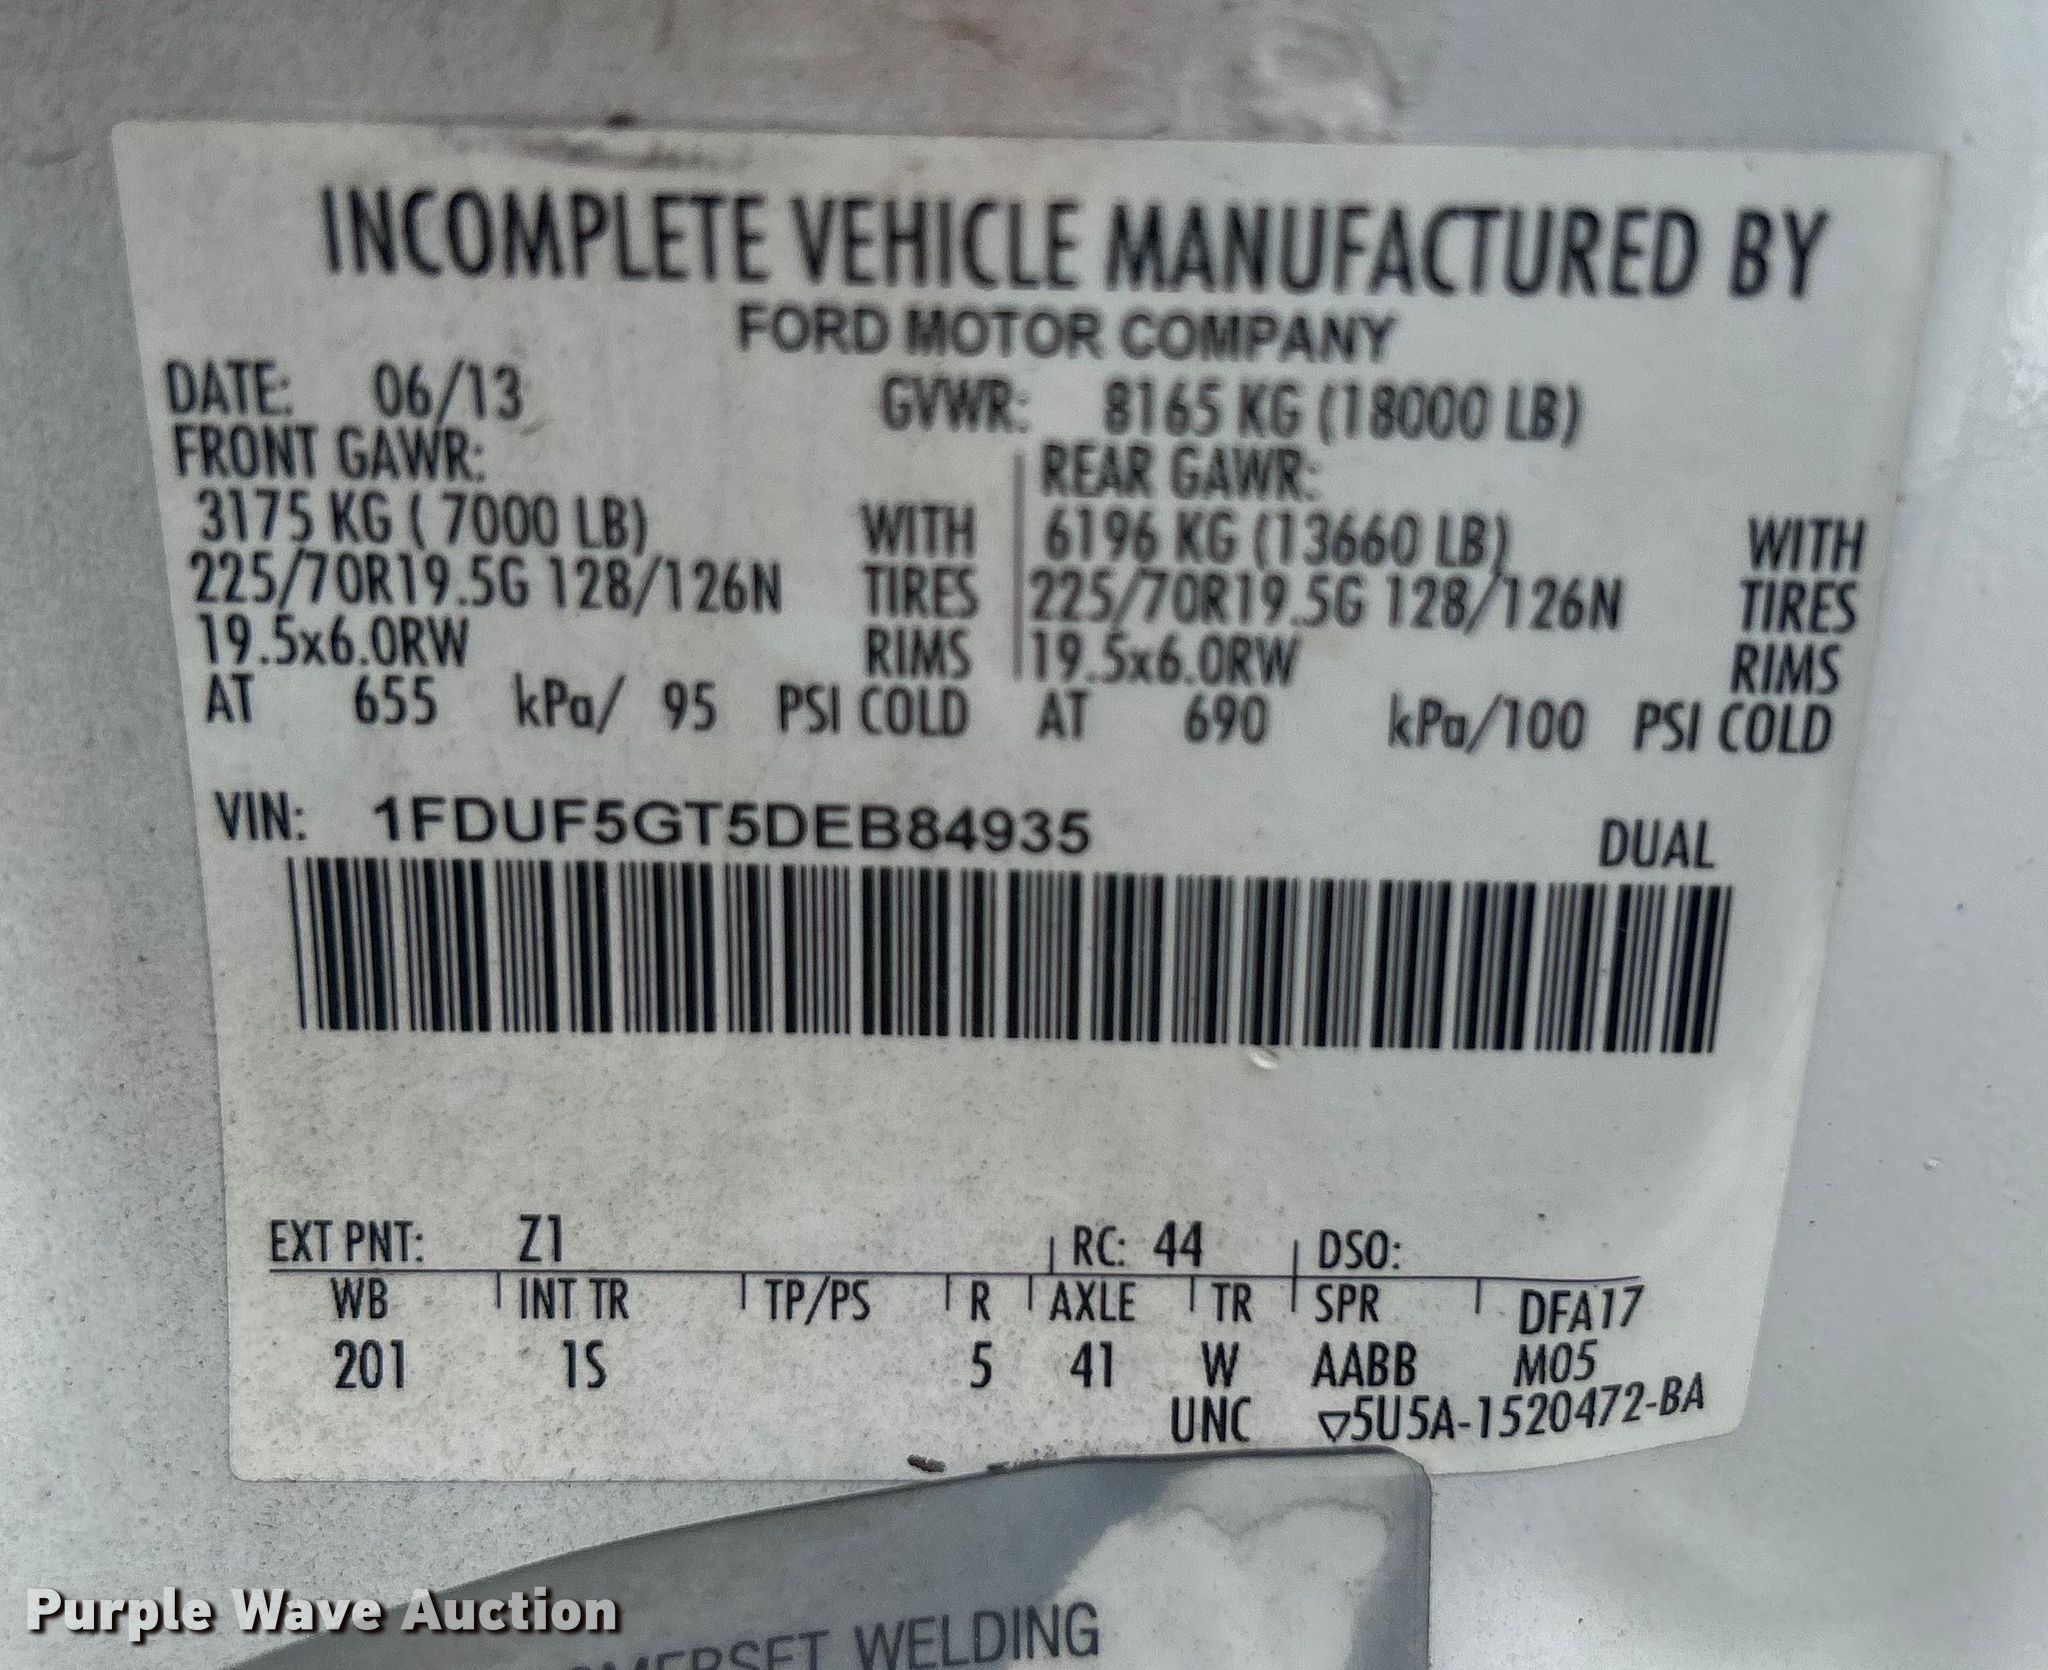 INCOMPLETE VEHICLE MANUFACTURED BY
FORD MOTOR COMPANY
DATE: 06/13 GVWR: 8165 KG (18000 LB)
FRONT GAWR: REAR GAWR:
3175 KG ( 7000 LB) WITH 6196 KG (13660 LB) WITH
225/70R19.5G 128/126N TIRES 225/70R19.5G 128/126N TIRES
19.5x6.0RW RIMS 19.5x6.0RW RIMS
AT 655 kPa/ 95 PSI COLD AT 690 kPa/100 PSI COLD
VIN: 1FDUF5GT5DEB84935 DUAL
EXT PNT: Z1 RC: 44 DSO:
WB INT TR TP/PS R AXLE TR SPR DFA17
201 1S 5 41 W AABB M05
UNC ▽5U5A-1520472-BA
Purple Wave Auction
WELDING